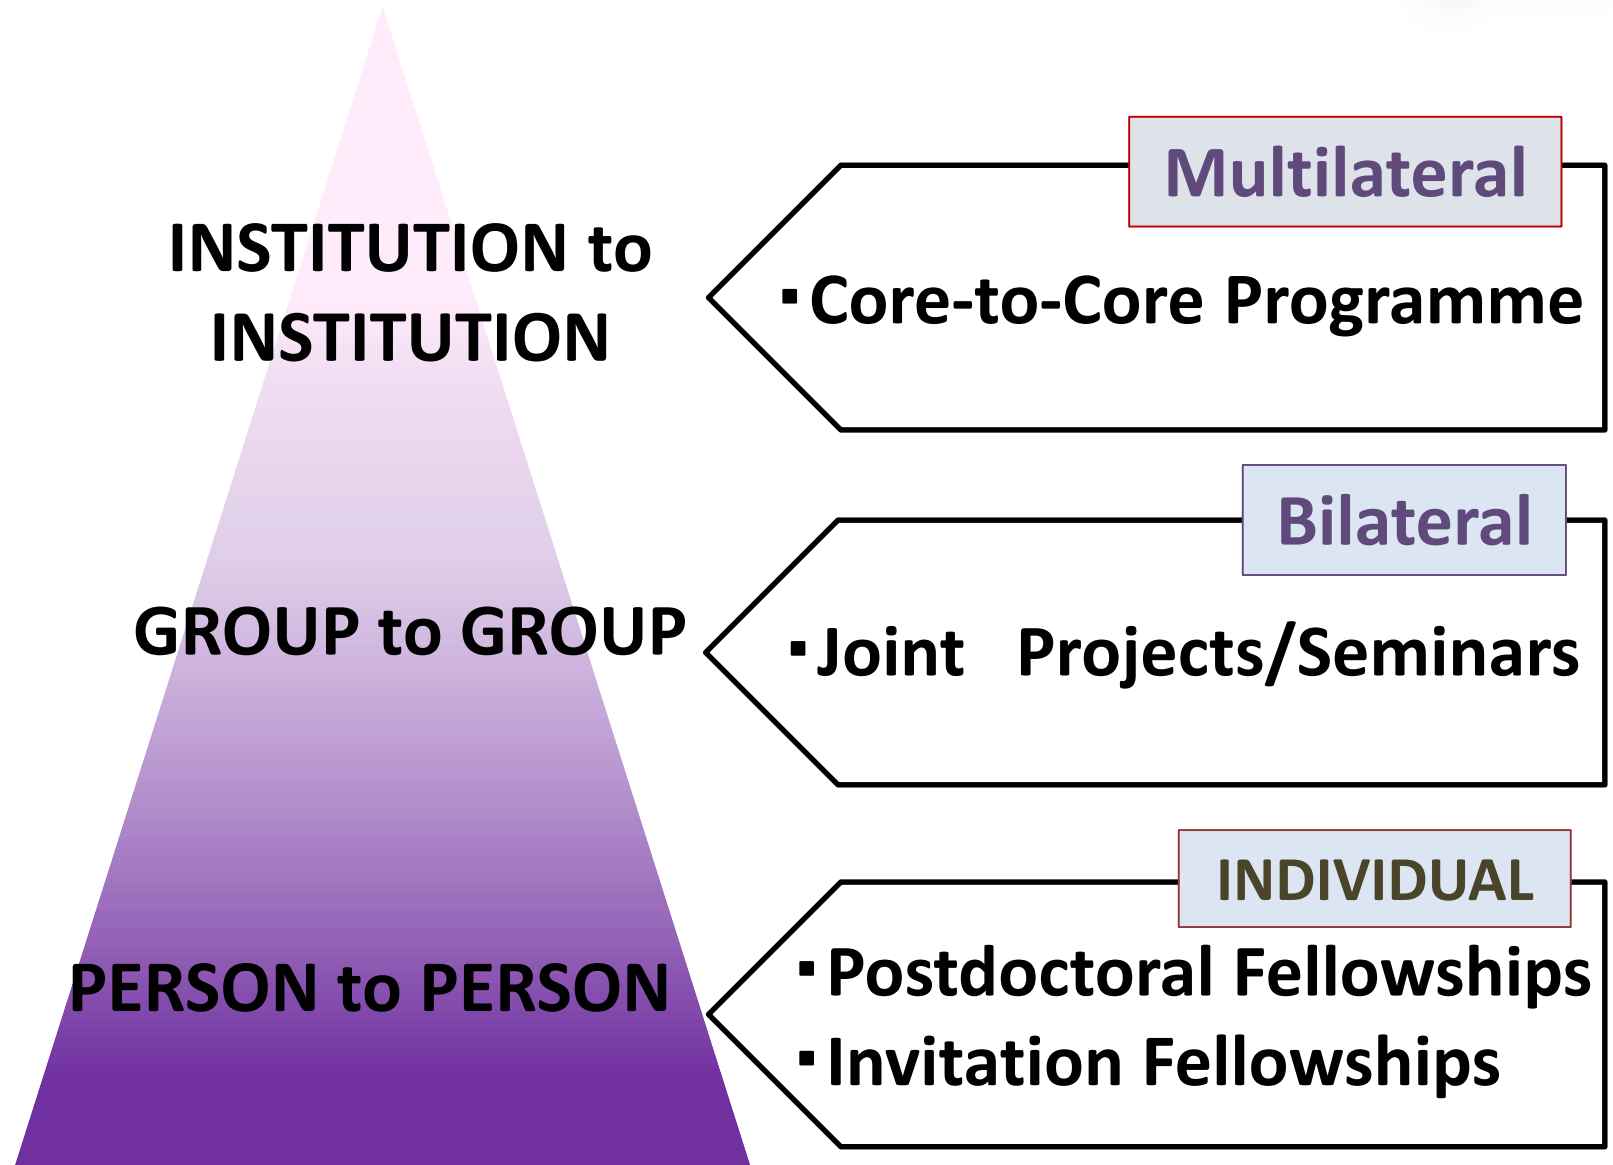 Multilateral
INSTITUTION to
INSTITUTION
▪Core-to-Core Programme
Bilateral
GROUP to GROUP
▪Joint Projects/Seminars
INDIVIDUAL
PERSON to PERSON
▪Postdoctoral Fellowships
▪Invitation Fellowships